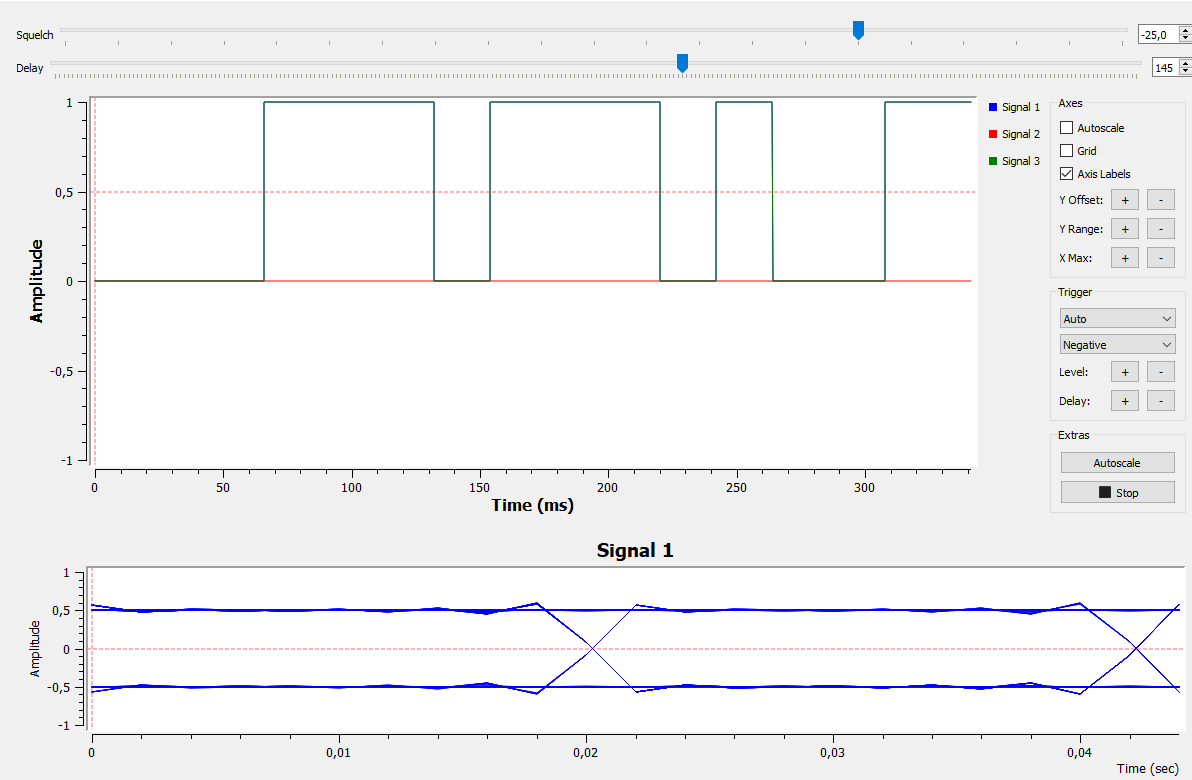 Squelch
-25,0
Delay
145
1
0,5
0
-0,5
-1
Amplitude
0
50
100
150
200
250
300
Time (ms)
Signal 1
Signal 2
Signal 3
Axes
Autoscale
Grid
Axis Labels
Y Offset: + -
Y Range: + -
X Max: + -
Trigger
Auto
Negative
Level: + -
Delay: + -
Extras
Autoscale
Stop
Signal 1
1
0,5
0
-0,5
-1
Amplitude
0
0,01
0,02
0,03
0,04
Time (sec)